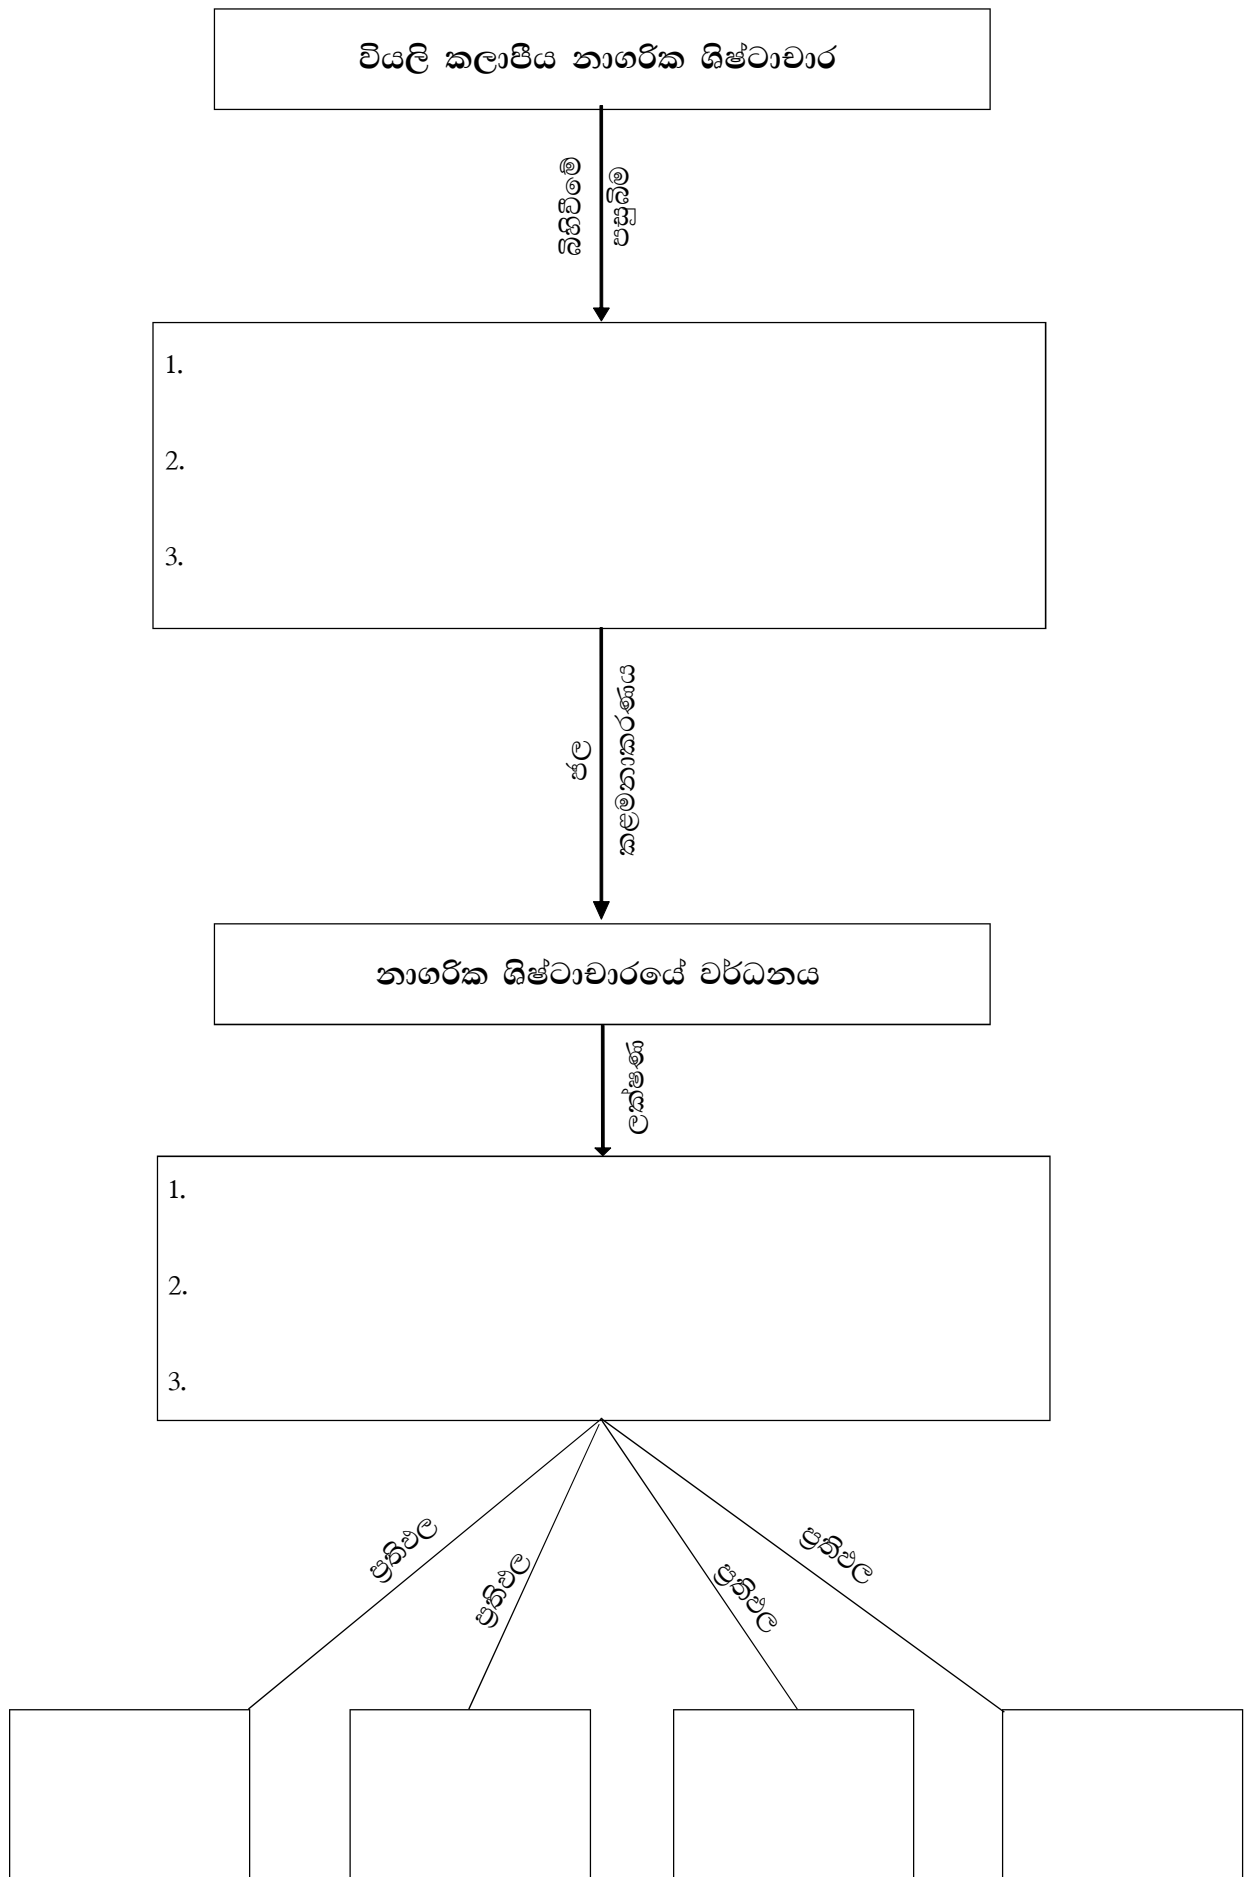 වියලි කලාපීය නාගරික ශිෂ්ටාචාර
බිහිවීමේ
පසුබිම
1.
2.
3.
ජල
කළමනාකරණය
නාගරික ශිෂ්ටාචාරයේ වර්ධනය
ලක්ෂණ
1.
2.
3.
ප්‍රතිඵල
ප්‍රතිඵල
ප්‍රතිඵල
ප්‍රතිඵල